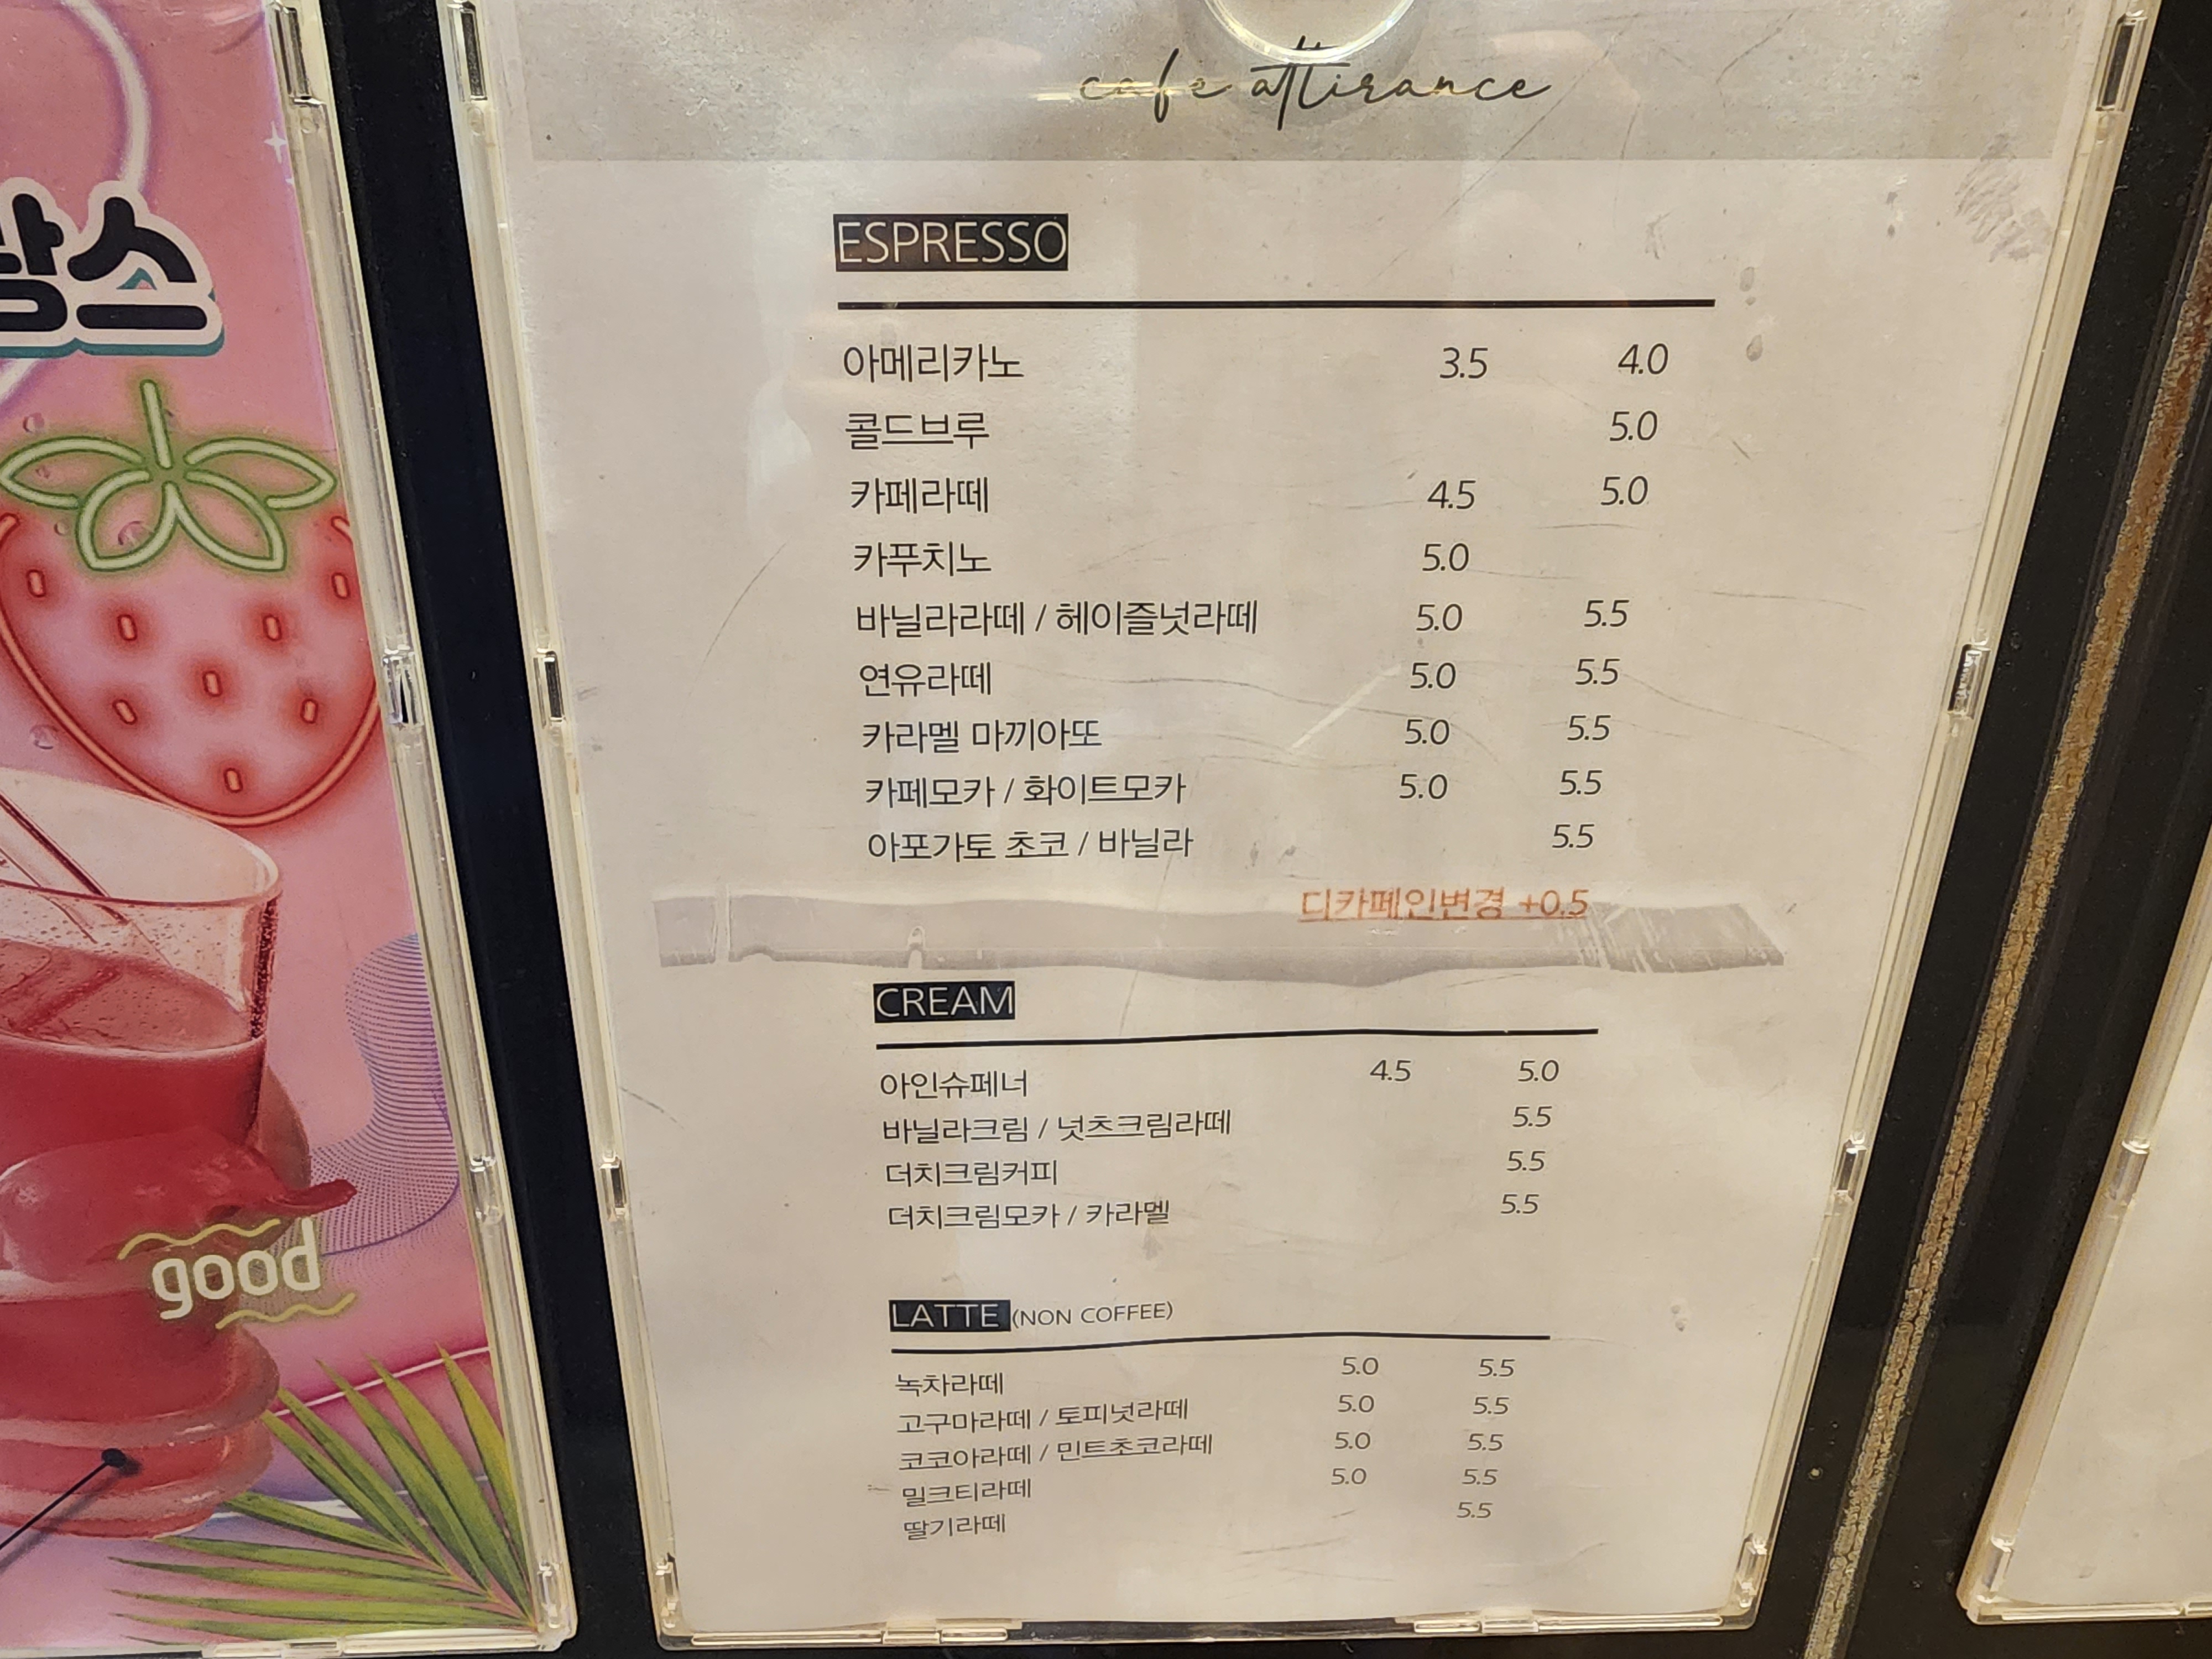 cafe attirance
ESPRESSO
아메리카노 3.5 4.0
콜드브루 5.0
카페라떼 4.5 5.0
카푸치노 5.0
바닐라라떼 / 헤이즐넛라떼 5.0 5.5
연유라떼 5.0 5.5
카라멜 마끼아또 5.0 5.5
카페모카 / 화이트모카 5.0 5.5
아포가토 초코 / 바닐라 5.5
디카페인변경 +0.5
CREAM
아인슈페너 4.5 5.0
바닐라크림 / 넛츠크림라떼 5.5
더치크림커피 5.5
더치크림모카 / 카라멜 5.5
LATTE (NON COFFEE)
녹차라떼 5.0 5.5
고구마라떼 / 토피넛라떼 5.0 5.5
코코아라떼 / 민트초코라떼 5.0 5.5
밀크티라떼 5.0 5.5
딸기라떼 5.5
good